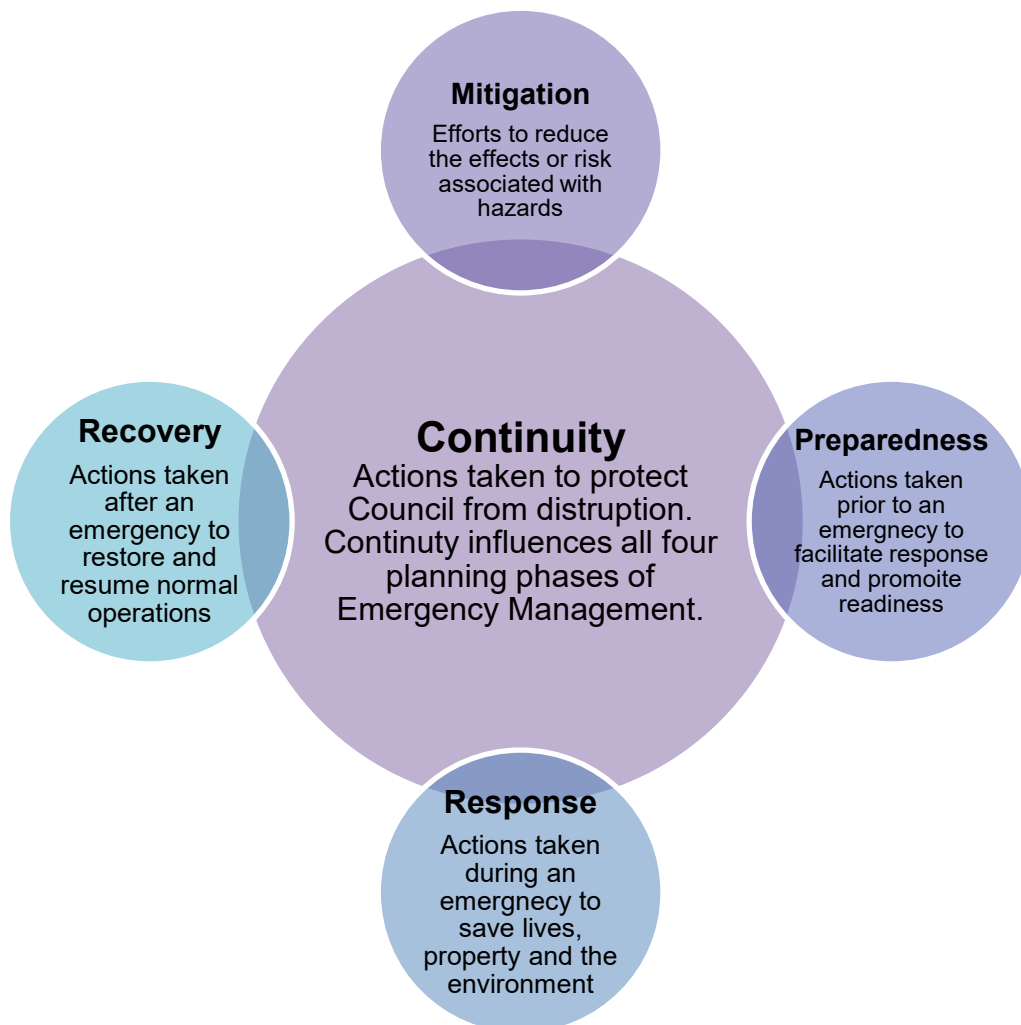 Mitigation
Efforts to reduce
the effects or risk
associated with
hazards
Recovery
Actions taken
after an
emergency to
restore and
resume normal
operations
Continuity
Actions taken to protect
Council from distruption.
Continuty influences all four
planning phases of
Emergency Management.
Preparedness
Actions taken
prior to an
emergnecy to
facilitate response
and promoite
readiness
Response
Actions taken
during an
emergnecy to
save lives,
property and the
environment